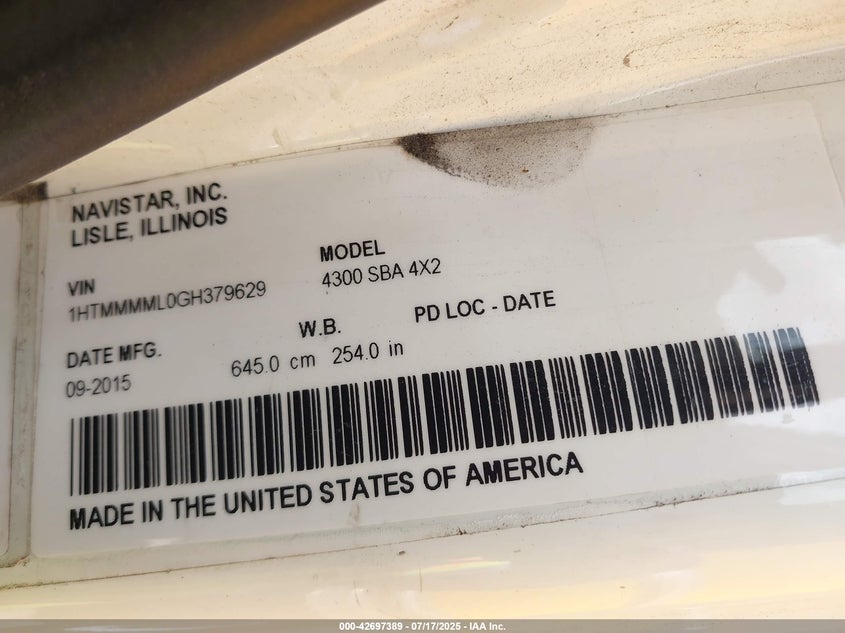 NAVISTAR, INC.
LISLE, ILLINOIS
VIN
1HTMMMML0GH379629
MODEL
4300 SBA 4X2
DATE MFG.
09-2015
W.B.
645.0 cm 254.0 in
PD LOC - DATE
MADE IN THE UNITED STATES OF AMERICA
000-42697389 / 07/17/2025 - IAA Inc.